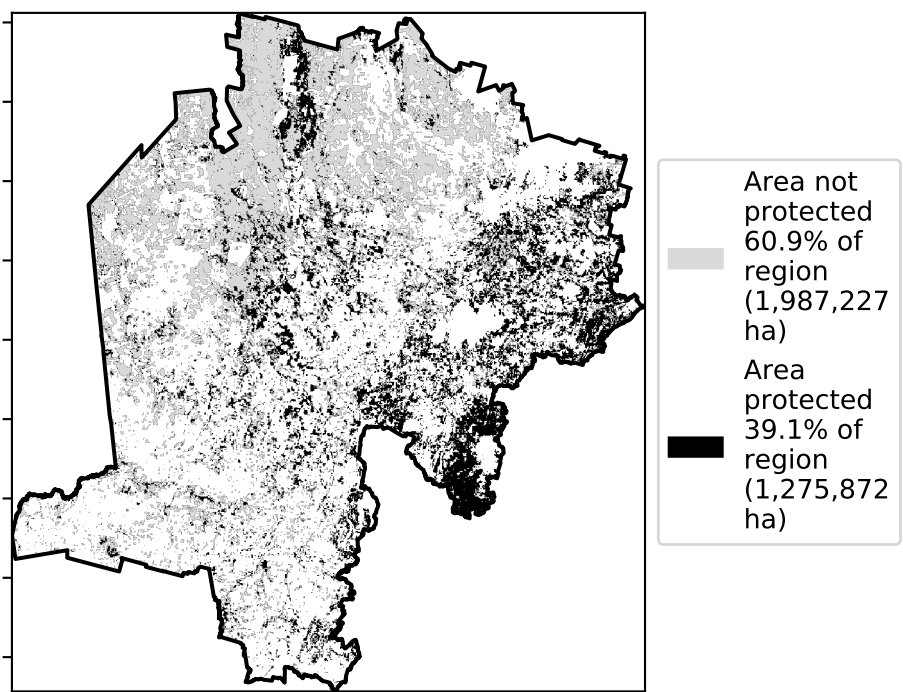 Area not
protected
60.9% of
region
(1,987,227
ha)
Area
protected
39.1% of
region
(1,275,872
ha)